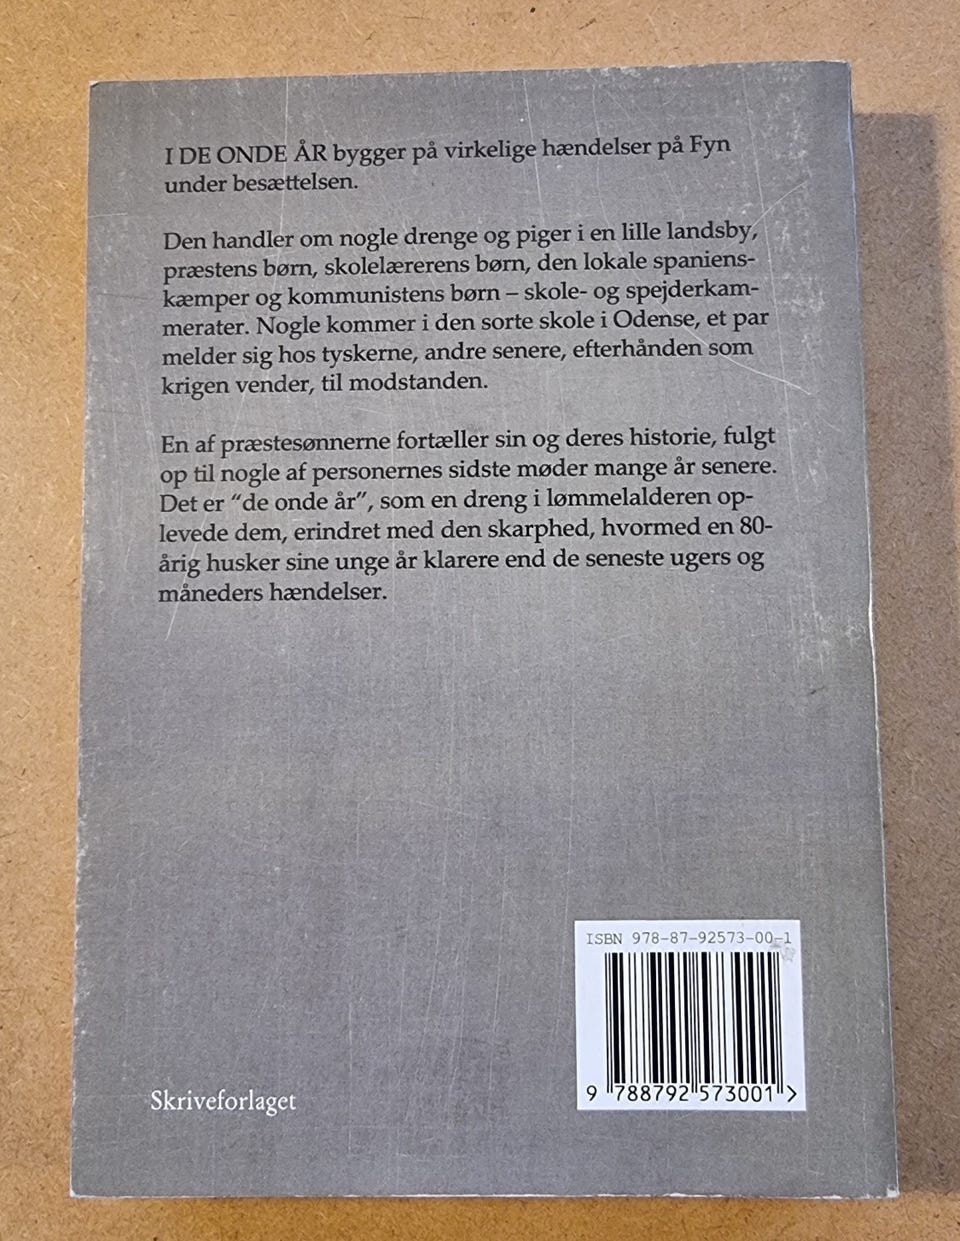 I DE ONDE ÅR bygger på virkelige hændelser på Fyn
under besættelsen.
Den handler om nogle drenge og piger i en lille landsby,
præstens børn, skolelærerens børn, den lokale spaniens-
kæmper og kommunistens børn – skole- og spejderkam-
merater. Nogle kommer i den sorte skole i Odense, et par
melder sig hos tyskerne, andre senere, efterhånden som
krigen vender, til modstanden.
En af præstesønnerne fortæller sin og deres historie, fulgt
op til nogle af personernes sidste møder mange år senere.
Det er “de onde år”, som en dreng i lømmelalderen op-
levede dem, erindret med den skarphed, hvormed en 80-
årig husker sine unge år klarere end de seneste ugers og
måneders hændelser.
ISBN 978-87-92573-00-1
9 788792 573001 >
Skriveforlaget